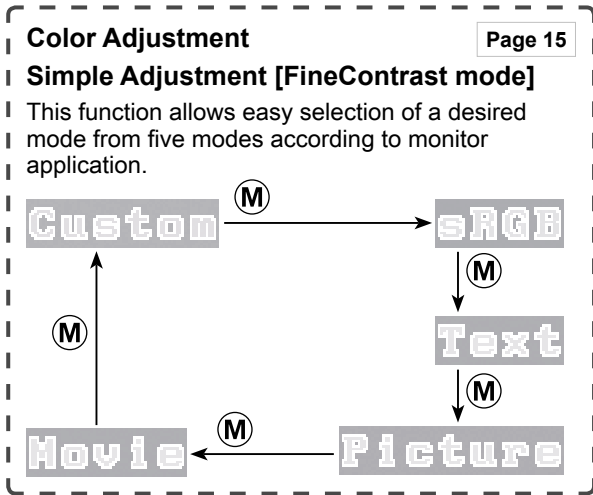 Color Adjustment
Page 15
Simple Adjustment [FineContrast mode]
This function allows easy selection of a desired
mode from five modes according to monitor
application.
Custom
M
sRGB
M
Text
M
Picture
M
Movie
M